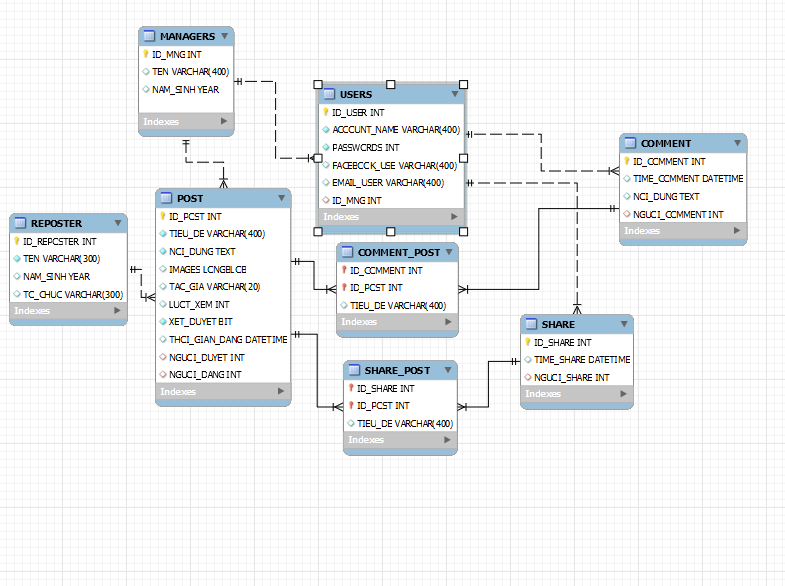 MANAGERS
ID_MNG INT
TEN VARCHAR(400)
NAM_SINH YEAR
Indexes
USERS
ID_USER INT
ACCCUNT_NAME VARCHAR(400)
PASSWCRDS INT
FACEBCCK_USE VARCHAR(400)
EMAIL_USER VARCHAR(400)
ID_MNG INT
Indexes
COMMENT
ID_CCMMENT INT
TIME_CCMMENT DATETIME
NCI_DUNG TEXT
NGUCI_CCMMENT INT
Indexes
REPOSTER
ID_REPCSTER INT
TEN VARCHAR(300)
NAM_SINH YEAR
TC_CHUC VARCHAR(300)
Indexes
POST
ID_PCST INT
TIEU_DE VARCHAR(400)
NCI_DUNG TEXT
IMAGES LCNGBLCB
TAC_GIA VARCHAR(20)
LUCT_XEM INT
XET_DUYET BIT
THCI_GIAN_DANG DATETIME
NGUCI_DUYET INT
NGUCI_DANG INT
Indexes
COMMENT_POST
ID_CCMMENT INT
ID_PCST INT
TIEU_DE VARCHAR(400)
Indexes
SHARE
ID_SHARE INT
TIME_SHARE DATETIME
NGUCI_SHARE INT
Indexes
SHARE_POST
ID_SHARE INT
ID_PCST INT
TIEU_DE VARCHAR(400)
Indexes